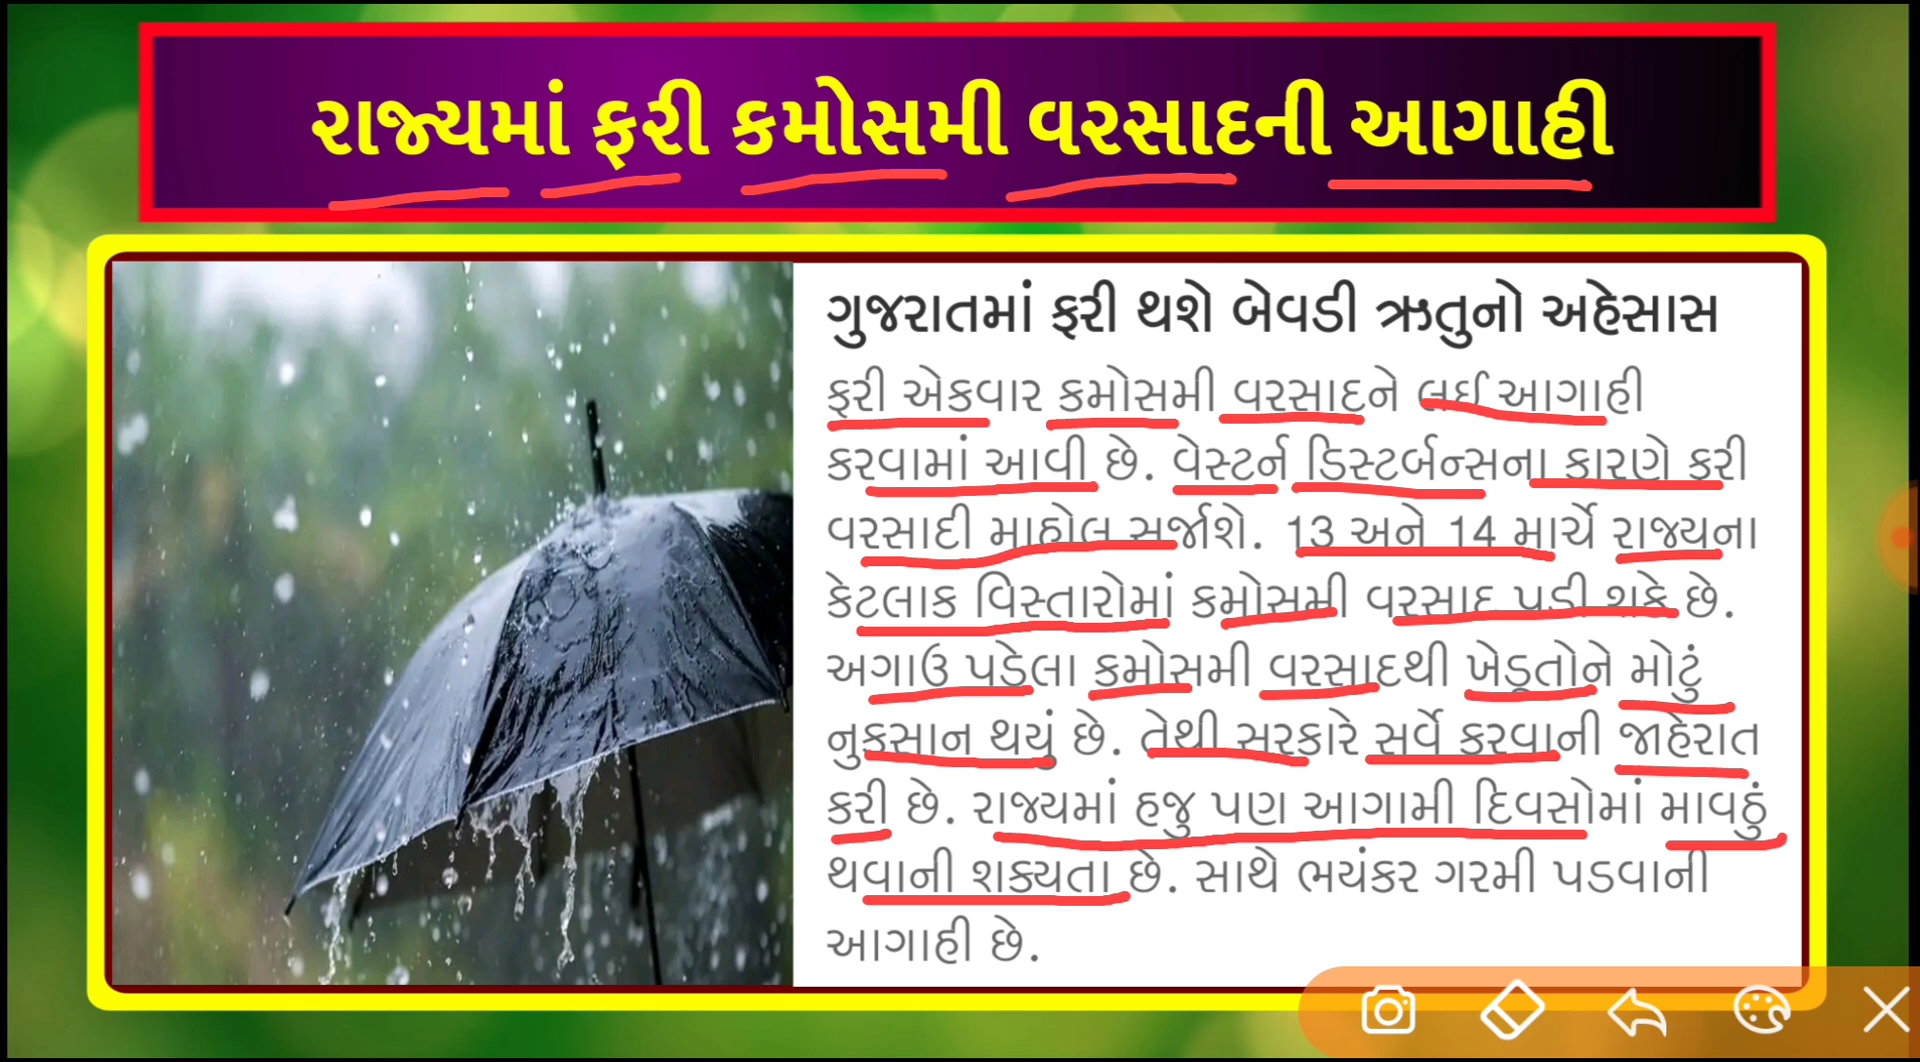 રાજ્યમાં ફરી કમોસમી વરસાદની આગાહી
ગુજરાતમાં ફરી થશે બેવડી ઋતુનો અહેસાસ
ફરી એકવાર કમોસમી વરસાદને લઈ આગાહી
કરવામાં આવી છે. વેસ્ટર્ન ડિસ્ટર્બન્સના કારણે ફરી
વરસાદી માહોલ સર્જાશે. 13 અને 14 માર્ચે રાજ્યના
કેટલાક વિસ્તારોમાં કમોસમી વરસાદ પડી શકે છે.
અગાઉ પડેલા કમોસમી વરસાદથી ખેડૂતોને મોટું
નુકસાન થયું છે. તેથી સરકારે સર્વે કરવાની જાહેરાત
કરી છે. રાજ્યમાં હજુ પણ આગામી દિવસોમાં માવઠું
થવાની શક્યતા છે. સાથે ભયંકર ગરમી પડવાની
આગાહી છે.